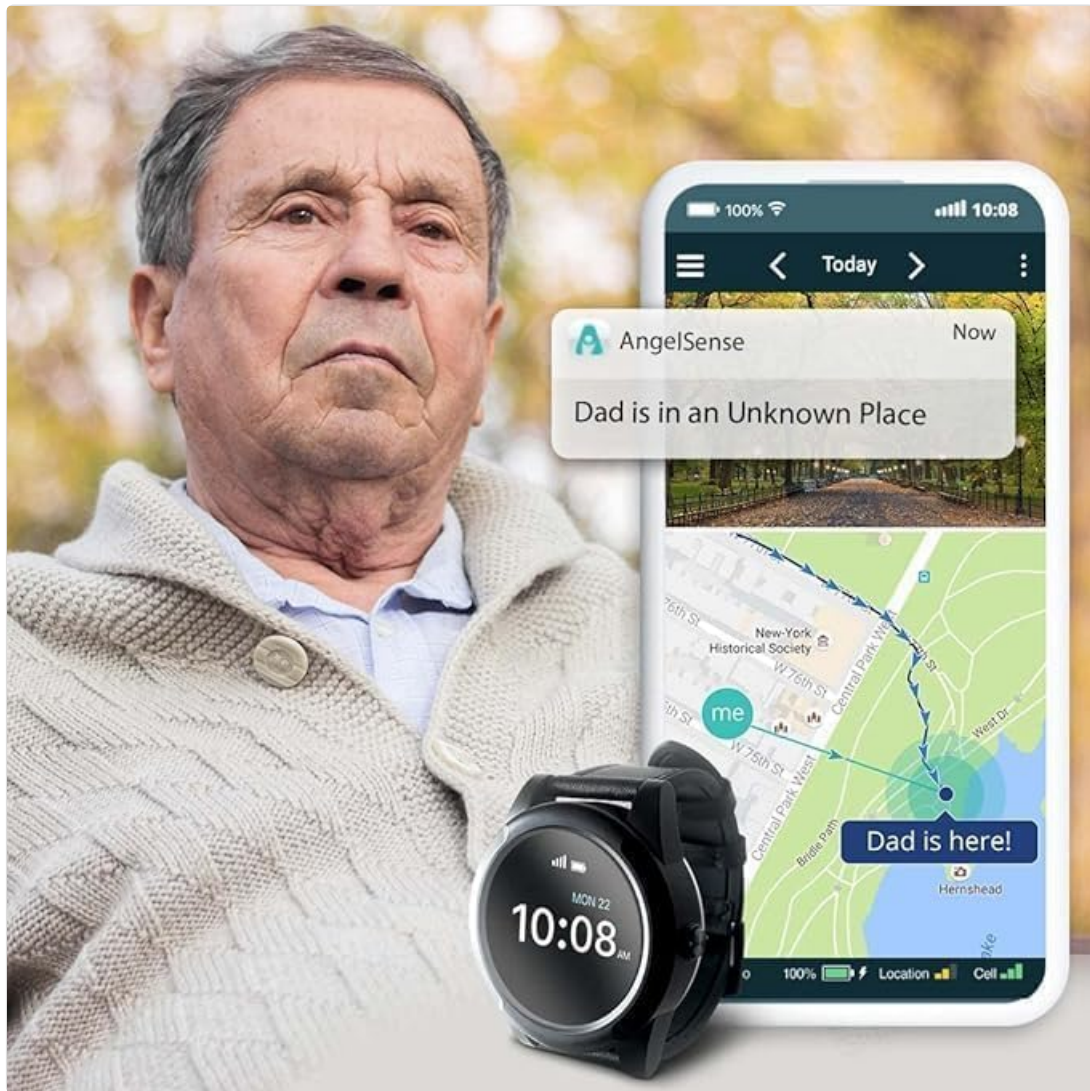 100% 10:08
Today
AngelSense Now
Dad is in an Unknown Place
76th St
New-York
Historical Society
W 76th St
Central Park West
me
W 75th St
West Dr
Central Park West
Bridle Path
Dad is here!
Hernshead
MON 22
10:08 AM
100% Location Cell